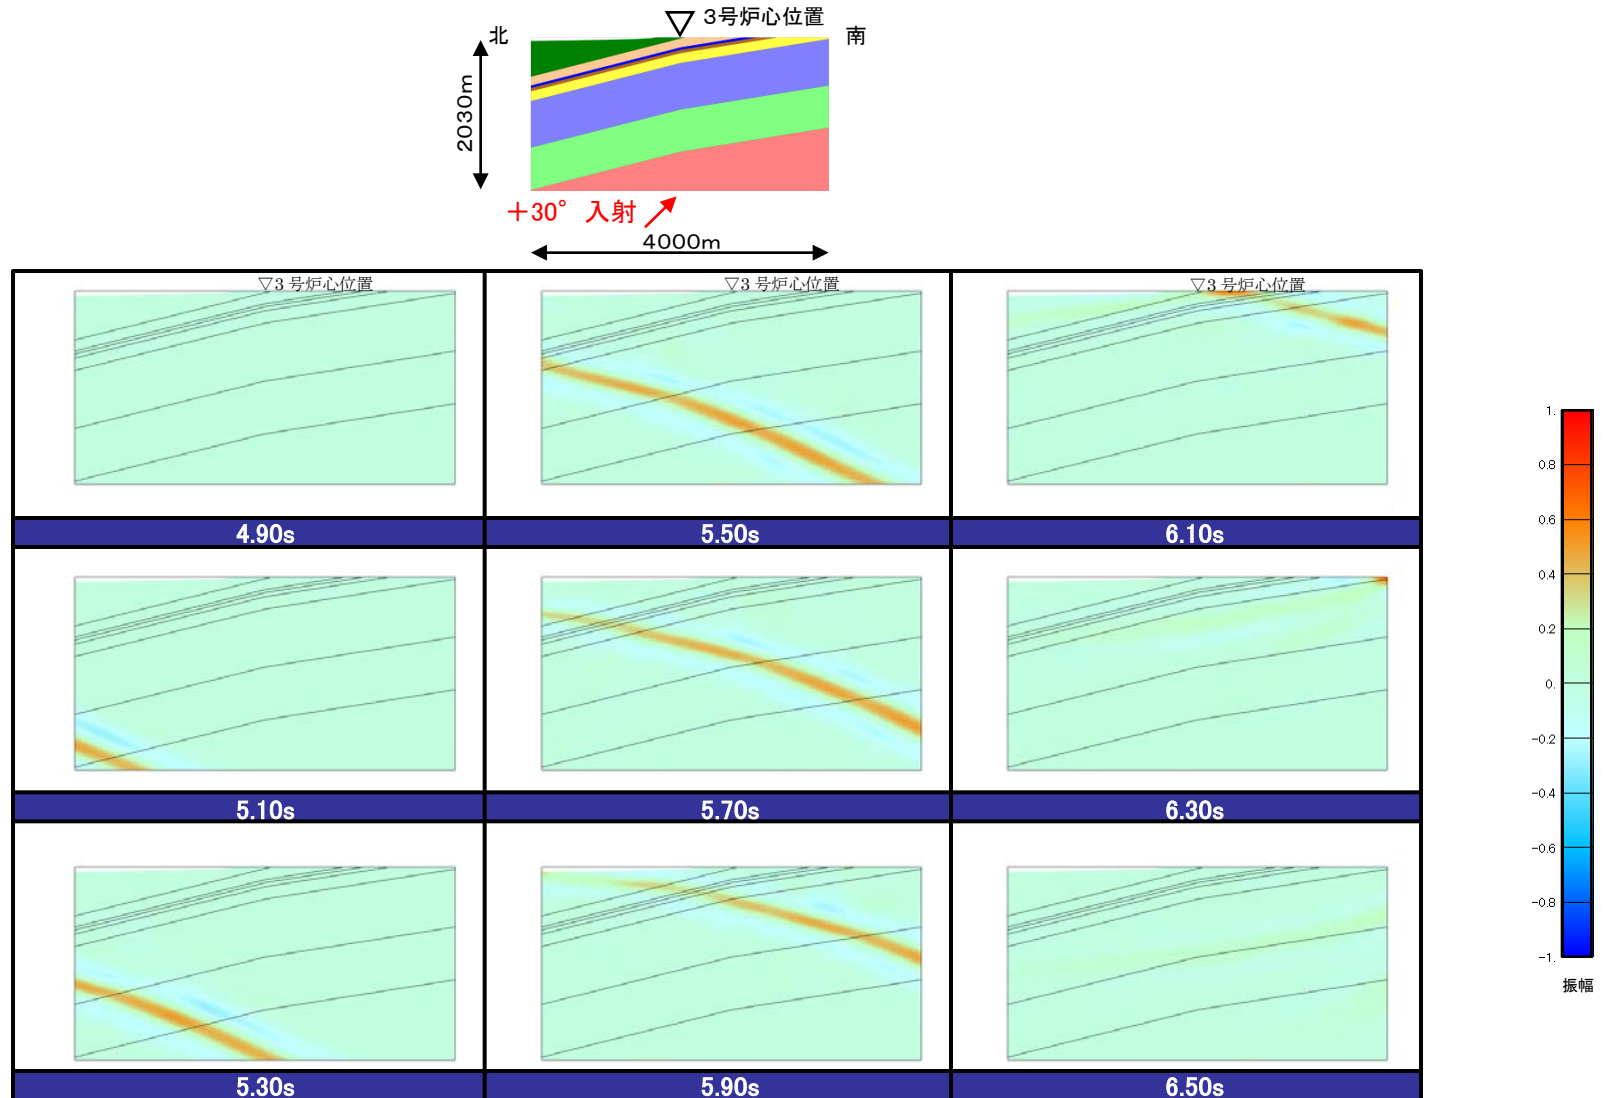 3号炉心位置
北
南
2030m
+30° 入射
4000m
▽3 号炉心位置
▽3 号炉心位置
▽3 号炉心位置
4.90s
5.50s
6.10s
5.10s
5.70s
6.30s
5.30s
5.90s
6.50s
1.
0.8
0.6
0.4
0.2
0.
-0.2
-0.4
-0.6
-0.8
-1.
振幅